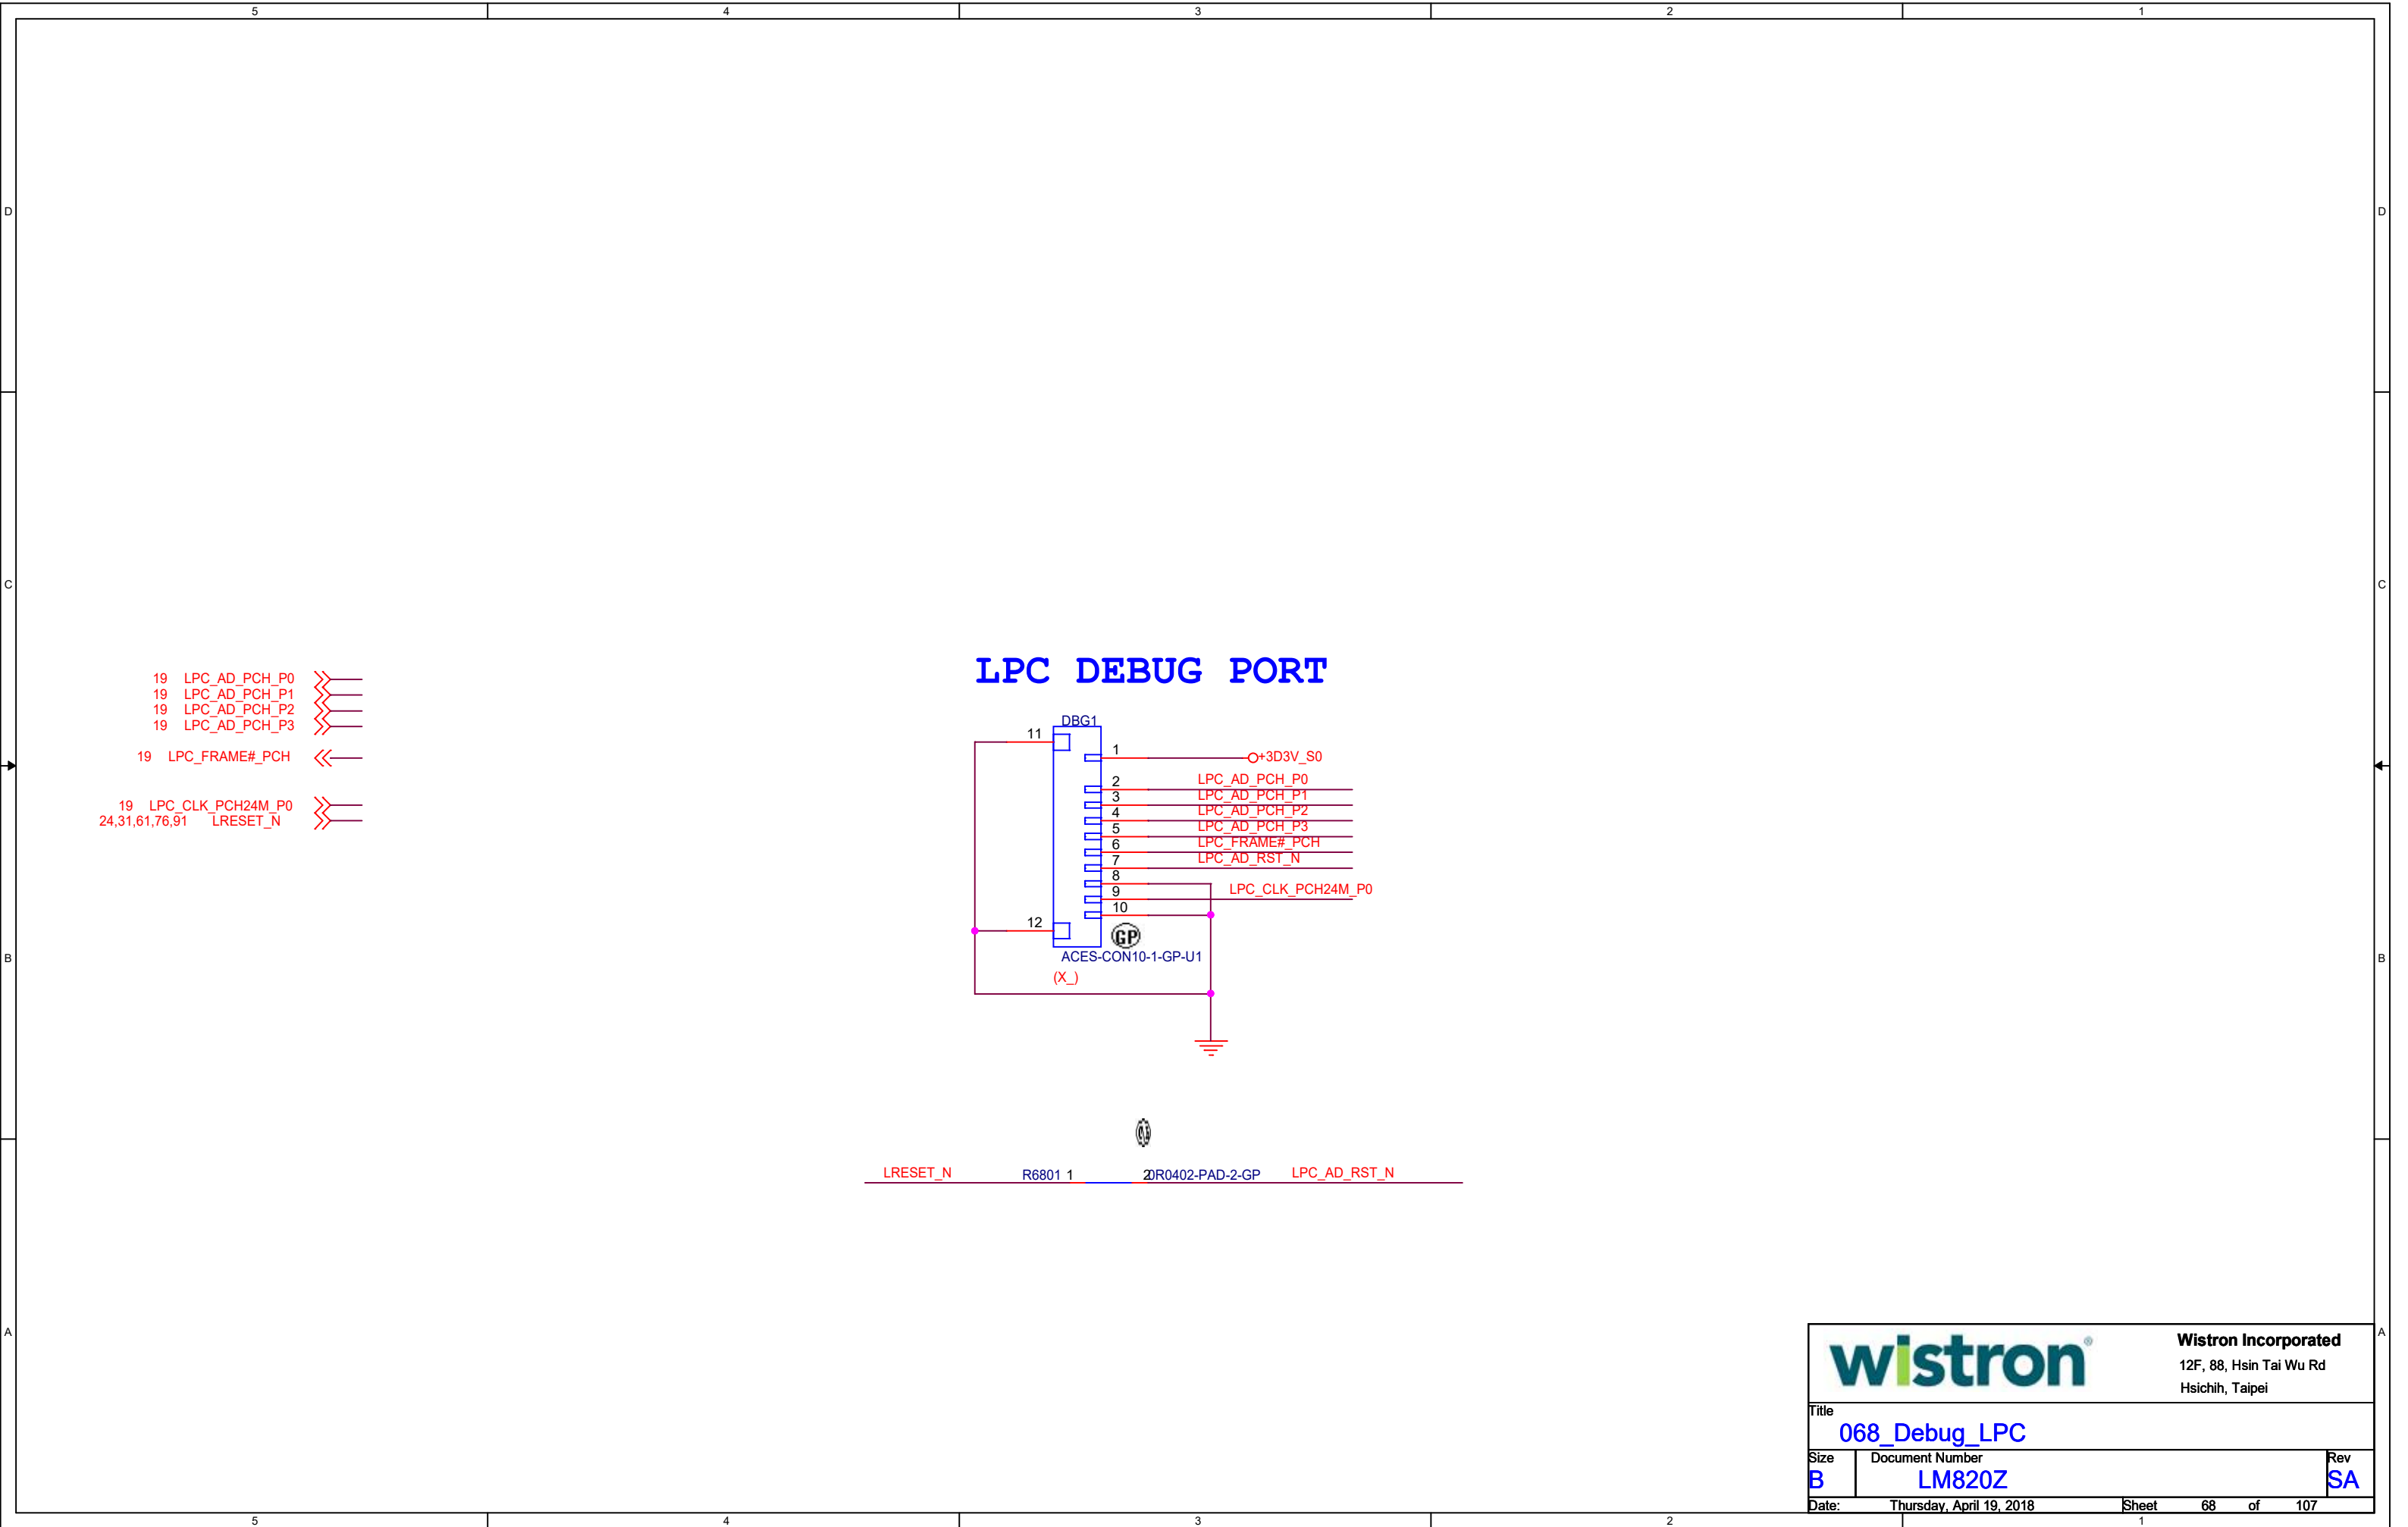 5 4 3 2 1
D D
C C
B B
A A
19 LPC_AD_PCH_P0
19 LPC_AD_PCH_P1
19 LPC_AD_PCH_P2
19 LPC_AD_PCH_P3
19 LPC_FRAME#_PCH
19 LPC_CLK_PCH24M_P0
24,31,61,76,91 LRESET_N
LPC DEBUG PORT
DBG1
11
1 +3D3V_S0
2 LPC_AD_PCH_P0
3 LPC_AD_PCH_P1
4 LPC_AD_PCH_P2
5 LPC_AD_PCH_P3
6 LPC_FRAME#_PCH
7 LPC_AD_RST_N
8
9 LPC_CLK_PCH24M_P0
10
12
GP
ACES-CON10-1-GP-U1
(X_)
LRESET_N R6801 1 2 0R0402-PAD-2-GP LPC_AD_RST_N
wistron®
Wistron Incorporated
12F, 88, Hsin Tai Wu Rd
Hsichih, Taipei
Title
068_Debug_LPC
Size Document Number Rev
B LM820Z SA
Date: Thursday, April 19, 2018 Sheet 68 of 107
5 4 3 2 1